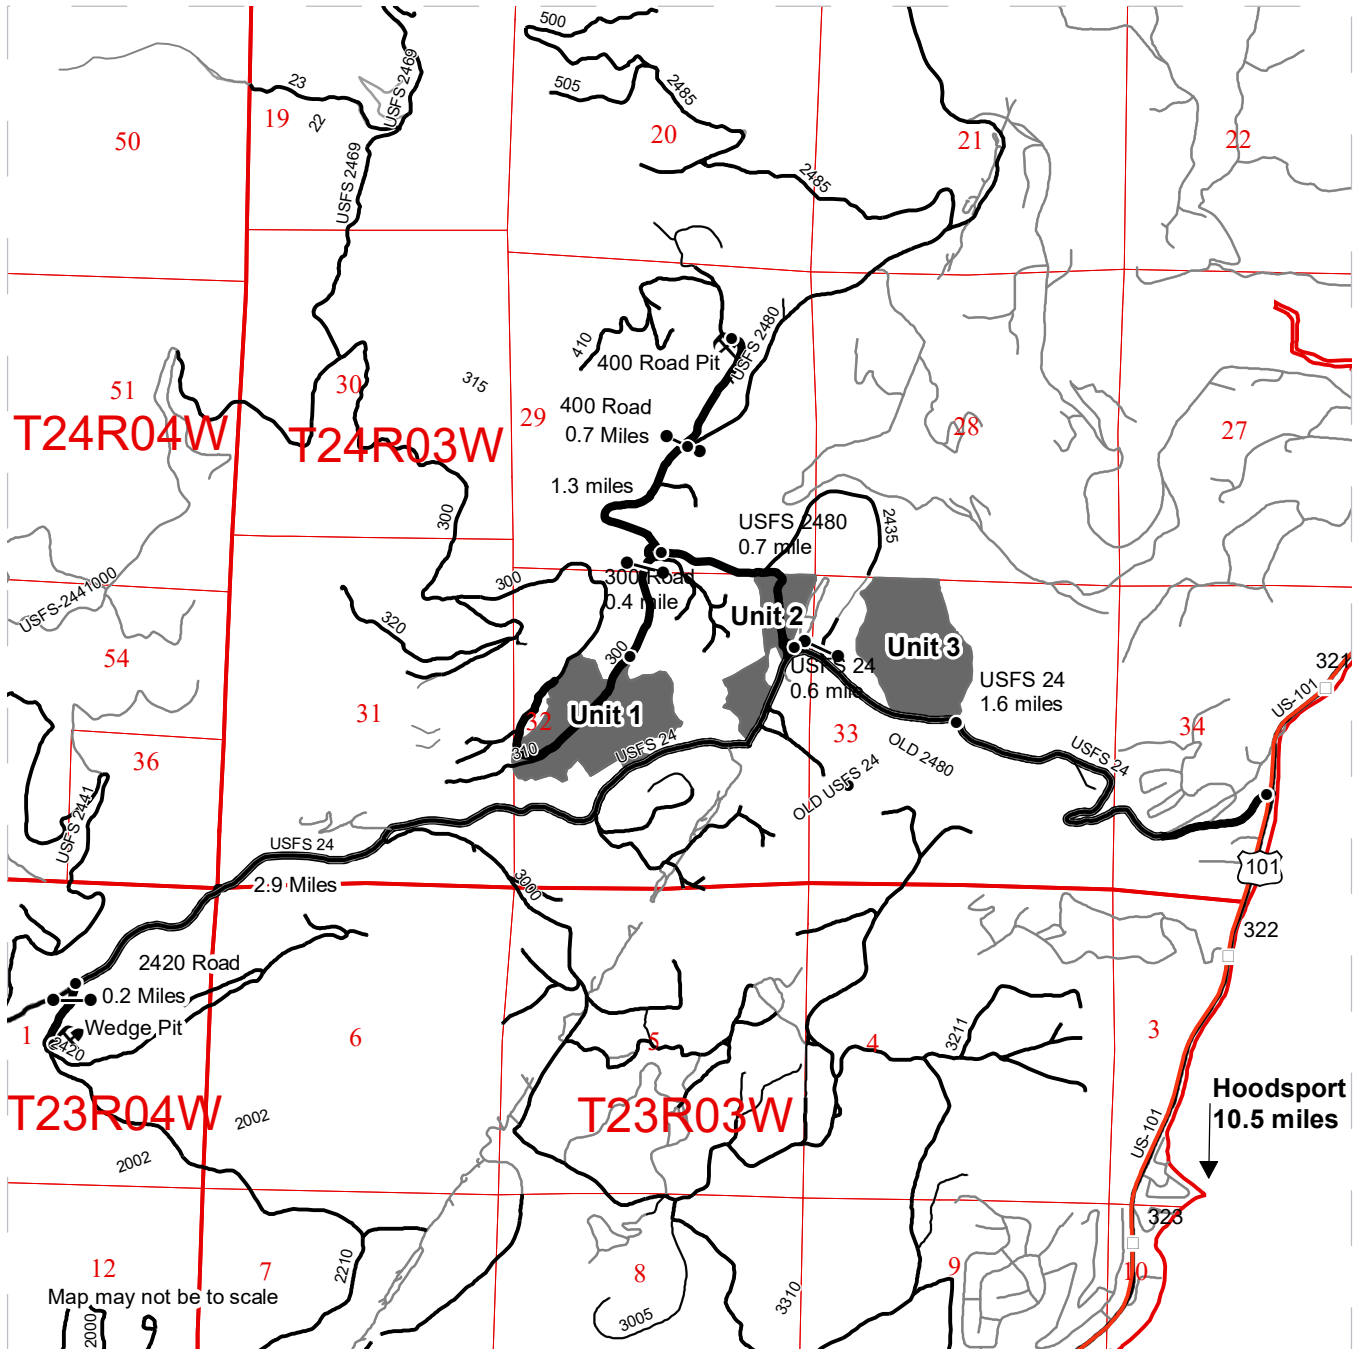 500
USFS 2469
23
505
2485
19
22
50
20
21
22
USFS 2469
2485
USFS 2480
410
400 Road Pit
30
315
51
400 Road
29
0.7 Miles
28
27
T24R04W
T24R03W
1.3 miles
300
USFS 2480
0.7 mile
2435
300
300 Road
0.4 mile
USFS-2441000
320
Unit 2
Unit 3
54
300
USFS 24
0.6 mile
USFS 24
1.6 miles
321
US-101
31
32
Unit 1
33
34
310
USFS 24
OLD 2480
USFS 24
36
OLD USFS 24
USFS 2441
USFS 24
101
2.9 Miles
3000
322
2420 Road
0.2 Miles
Wedge Pit
1
2420
6
5
4
3211
3
Hoodsport
10.5 miles
T23R04W
T23R03W
2002
US-101
2002
323
12
7
2210
8
9
10
Map may not be to scale
3310
3005
2000